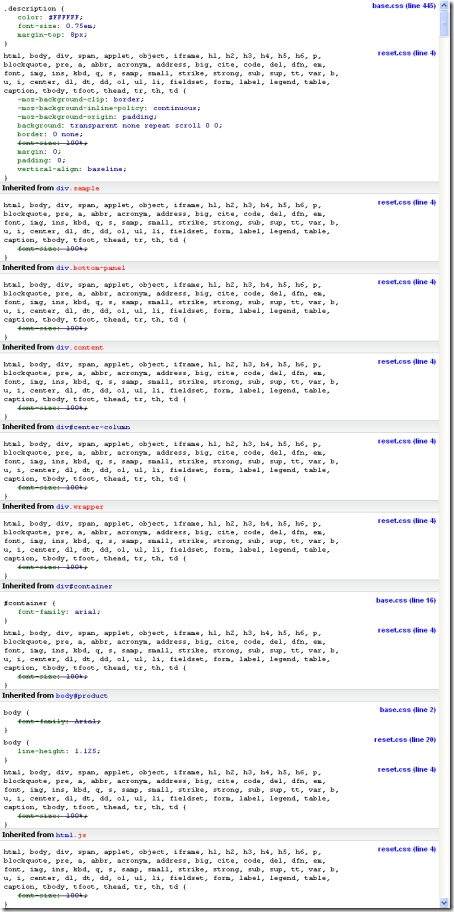 .description { base.css (line 445)
color: #FFFFFF;
font-size: 0.75em;
margin-top: 8px;
}
html, body, div, span, applet, object, iframe, h1, h2, h3, h4, h5, h6, p, reset.css (line 4)
blockquote, pre, a, abbr, acronym, address, big, cite, code, del, dfn, em,
font, img, ins, kbd, q, s, samp, small, strike, strong, sub, sup, tt, var, b,
u, i, center, dl, dt, dd, ol, ul, li, fieldset, form, label, legend, table,
caption, tbody, tfoot, thead, tr, th, td {
-moz-background-clip: border;
-moz-background-inline-policy: continuous;
-moz-background-origin: padding;
background: transparent none repeat scroll 0 0;
border: 0 none;
font-size: 100%;
margin: 0;
padding: 0;
vertical-align: baseline;
}
Inherited from div.sample
html, body, div, span, applet, object, iframe, h1, h2, h3, h4, h5, h6, p, reset.css (line 4)
blockquote, pre, a, abbr, acronym, address, big, cite, code, del, dfn, em,
font, img, ins, kbd, q, s, samp, small, strike, strong, sub, sup, tt, var, b,
u, i, center, dl, dt, dd, ol, ul, li, fieldset, form, label, legend, table,
caption, tbody, tfoot, thead, tr, th, td {
font-size: 100%;
}
Inherited from div.bottom-panel
html, body, div, span, applet, object, iframe, h1, h2, h3, h4, h5, h6, p, reset.css (line 4)
blockquote, pre, a, abbr, acronym, address, big, cite, code, del, dfn, em,
font, img, ins, kbd, q, s, samp, small, strike, strong, sub, sup, tt, var, b,
u, i, center, dl, dt, dd, ol, ul, li, fieldset, form, label, legend, table,
caption, tbody, tfoot, thead, tr, th, td {
font-size: 100%;
}
Inherited from div.content
html, body, div, span, applet, object, iframe, h1, h2, h3, h4, h5, h6, p, reset.css (line 4)
blockquote, pre, a, abbr, acronym, address, big, cite, code, del, dfn, em,
font, img, ins, kbd, q, s, samp, small, strike, strong, sub, sup, tt, var, b,
u, i, center, dl, dt, dd, ol, ul, li, fieldset, form, label, legend, table,
caption, tbody, tfoot, thead, tr, th, td {
font-size: 100%;
}
Inherited from div#center-column
html, body, div, span, applet, object, iframe, h1, h2, h3, h4, h5, h6, p, reset.css (line 4)
blockquote, pre, a, abbr, acronym, address, big, cite, code, del, dfn, em,
font, img, ins, kbd, q, s, samp, small, strike, strong, sub, sup, tt, var, b,
u, i, center, dl, dt, dd, ol, ul, li, fieldset, form, label, legend, table,
caption, tbody, tfoot, thead, tr, th, td {
font-size: 100%;
}
Inherited from div.wrapper
html, body, div, span, applet, object, iframe, h1, h2, h3, h4, h5, h6, p, reset.css (line 4)
blockquote, pre, a, abbr, acronym, address, big, cite, code, del, dfn, em,
font, img, ins, kbd, q, s, samp, small, strike, strong, sub, sup, tt, var, b,
u, i, center, dl, dt, dd, ol, ul, li, fieldset, form, label, legend, table,
caption, tbody, tfoot, thead, tr, th, td {
font-size: 100%;
}
Inherited from div#container
#container { base.css (line 16)
font-family: arial;
}
html, body, div, span, applet, object, iframe, h1, h2, h3, h4, h5, h6, p, reset.css (line 4)
blockquote, pre, a, abbr, acronym, address, big, cite, code, del, dfn, em,
font, img, ins, kbd, q, s, samp, small, strike, strong, sub, sup, tt, var, b,
u, i, center, dl, dt, dd, ol, ul, li, fieldset, form, label, legend, table,
caption, tbody, tfoot, thead, tr, th, td {
font-size: 100%;
}
Inherited from body#product
body { base.css (line 2)
font-family: Arial;
}
body { reset.css (line 20)
line-height: 1.125;
}
html, body, div, span, applet, object, iframe, h1, h2, h3, h4, h5, h6, p, reset.css (line 4)
blockquote, pre, a, abbr, acronym, address, big, cite, code, del, dfn, em,
font, img, ins, kbd, q, s, samp, small, strike, strong, sub, sup, tt, var, b,
u, i, center, dl, dt, dd, ol, ul, li, fieldset, form, label, legend, table,
caption, tbody, tfoot, thead, tr, th, td {
font-size: 100%;
}
Inherited from html.js
html, body, div, span, applet, object, iframe, h1, h2, h3, h4, h5, h6, p, reset.css (line 4)
blockquote, pre, a, abbr, acronym, address, big, cite, code, del, dfn, em,
font, img, ins, kbd, q, s, samp, small, strike, strong, sub, sup, tt, var, b,
u, i, center, dl, dt, dd, ol, ul, li, fieldset, form, label, legend, table,
caption, tbody, tfoot, thead, tr, th, td {
font-size: 100%;
}